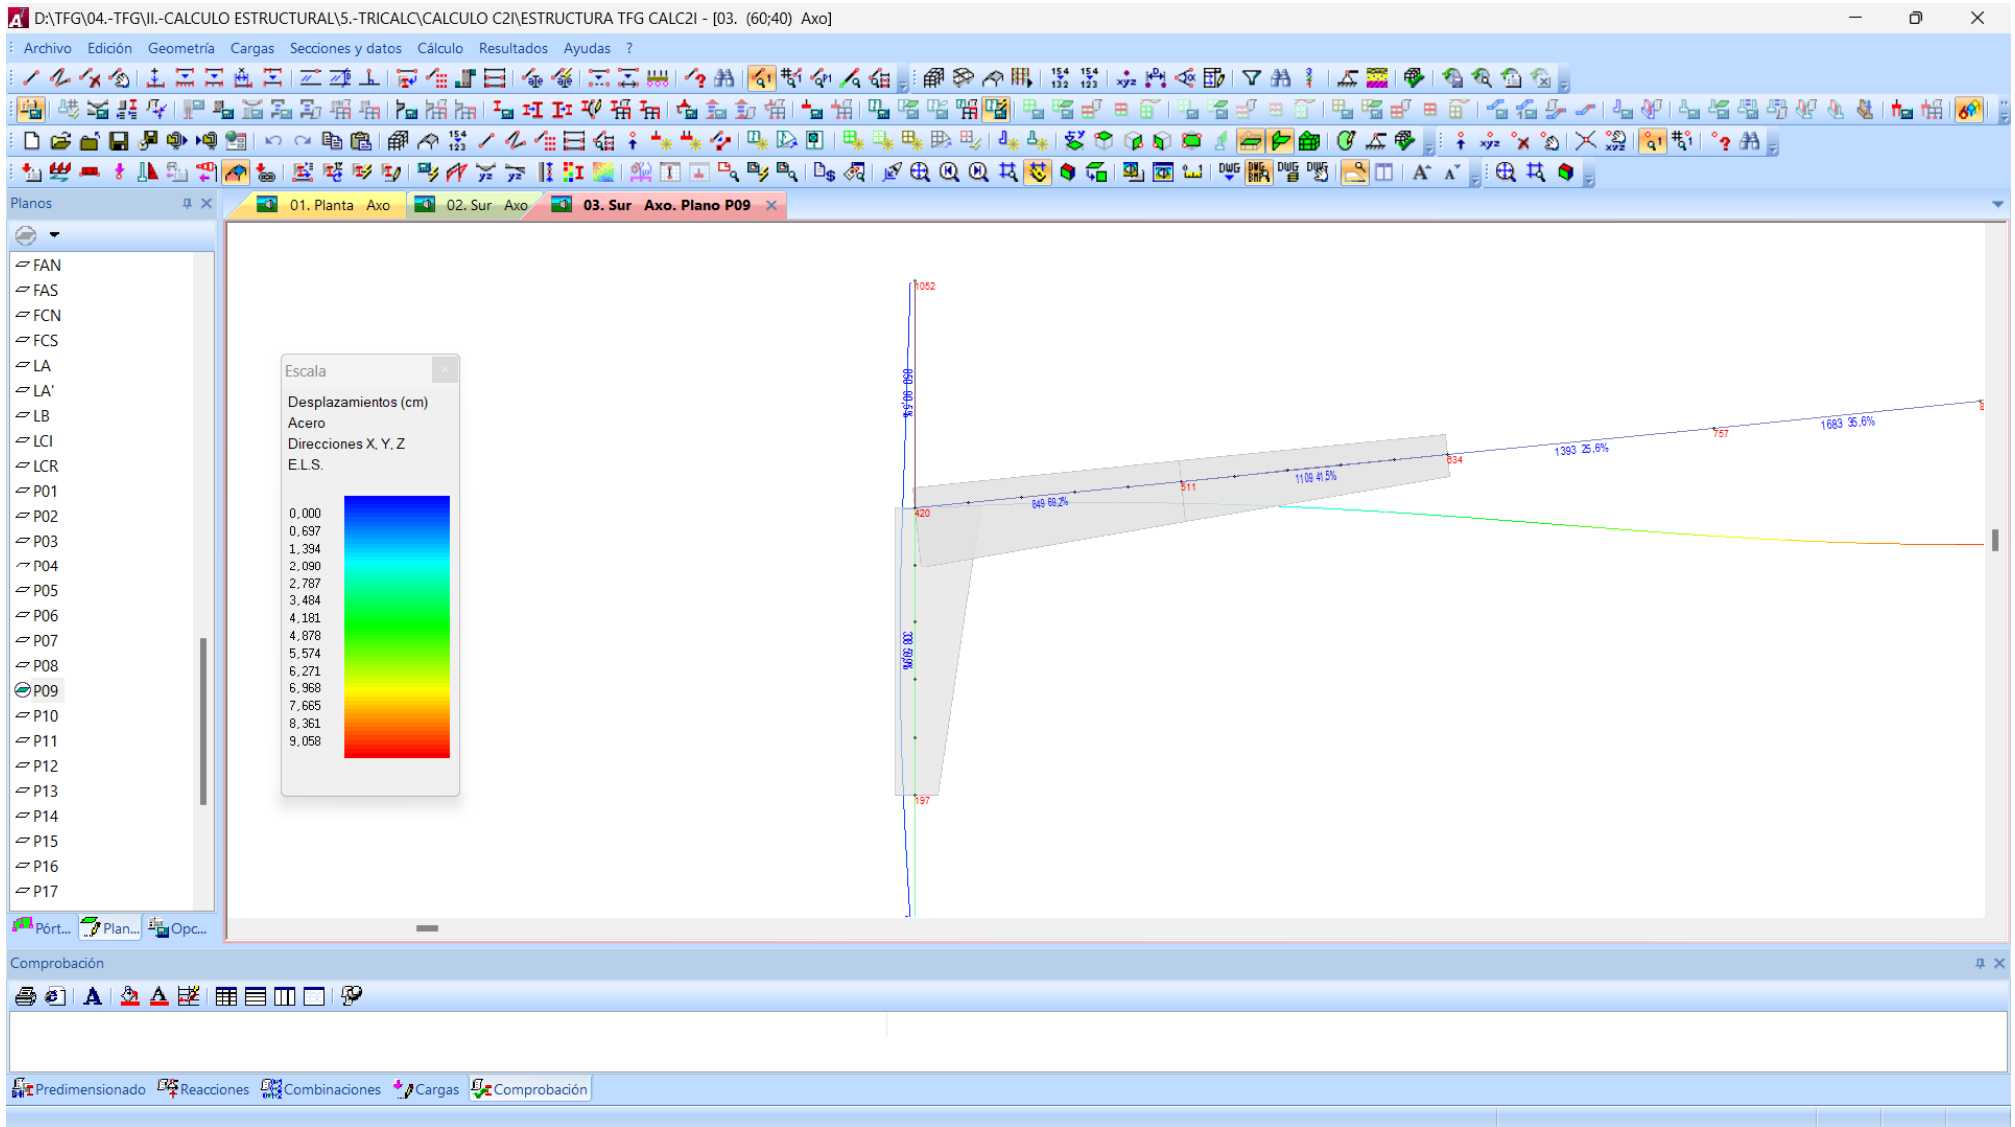 D:\TFG\04.-TFG\II.-CALCULO ESTRUCTURAL\5.-TRICALC\CALCULO C2I\ESTRUCTURA TFG CALC2I - [03. (60;40) Axo]
Archivo Edición Geometría Cargas Secciones y datos Cálculo Resultados Ayudas ?
Planos
01. Planta Axo
02. Sur Axo
03. Sur Axo. Plano P09
FAN
FAS
FCN
FCS
LA
LA'
LB
LCI
LCR
P01
P02
P03
P04
P05
P06
P07
P08
P09
P10
P11
P12
P13
P14
P15
P16
P17
Pórt...
Plan...
Opc...
Escala
Desplazamientos (cm)
Acero
Direcciones X, Y, Z
E.L.S.
0,000
0,697
1,394
2,090
2,787
3,484
4,181
4,878
5,574
6,271
6,968
7,665
8,361
9,058
1052
420
849 69,2%
511
1109 41,5%
634
1393 25,6%
757
1683 35,6%
197
Comprobación
Predimensionado
Reacciones
Combinaciones
Cargas
Comprobación